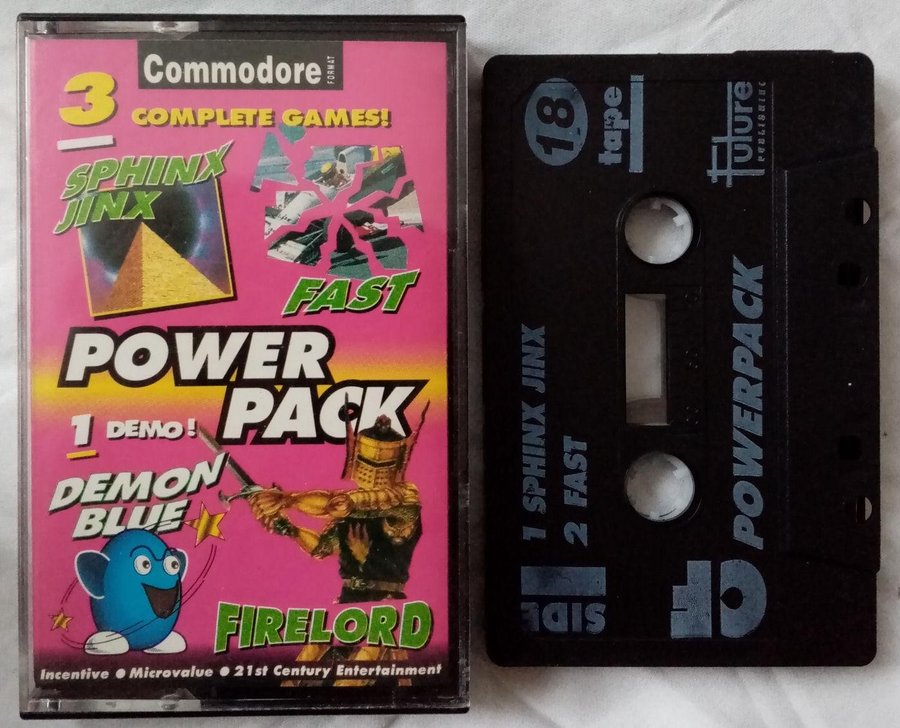 Commodore
FORMAT
3
COMPLETE GAMES!
SPHINX
JINX
FAST
POWER
PACK
1 DEMO!
DEMON
BLUE
FIRELORD
Incentive ● Microvalue ● 21st Century Entertainment
18
tape
Future
PUBLISHING
1 SPHINX JINX
2 FAST
SIDE 1
CF
POWERPACK